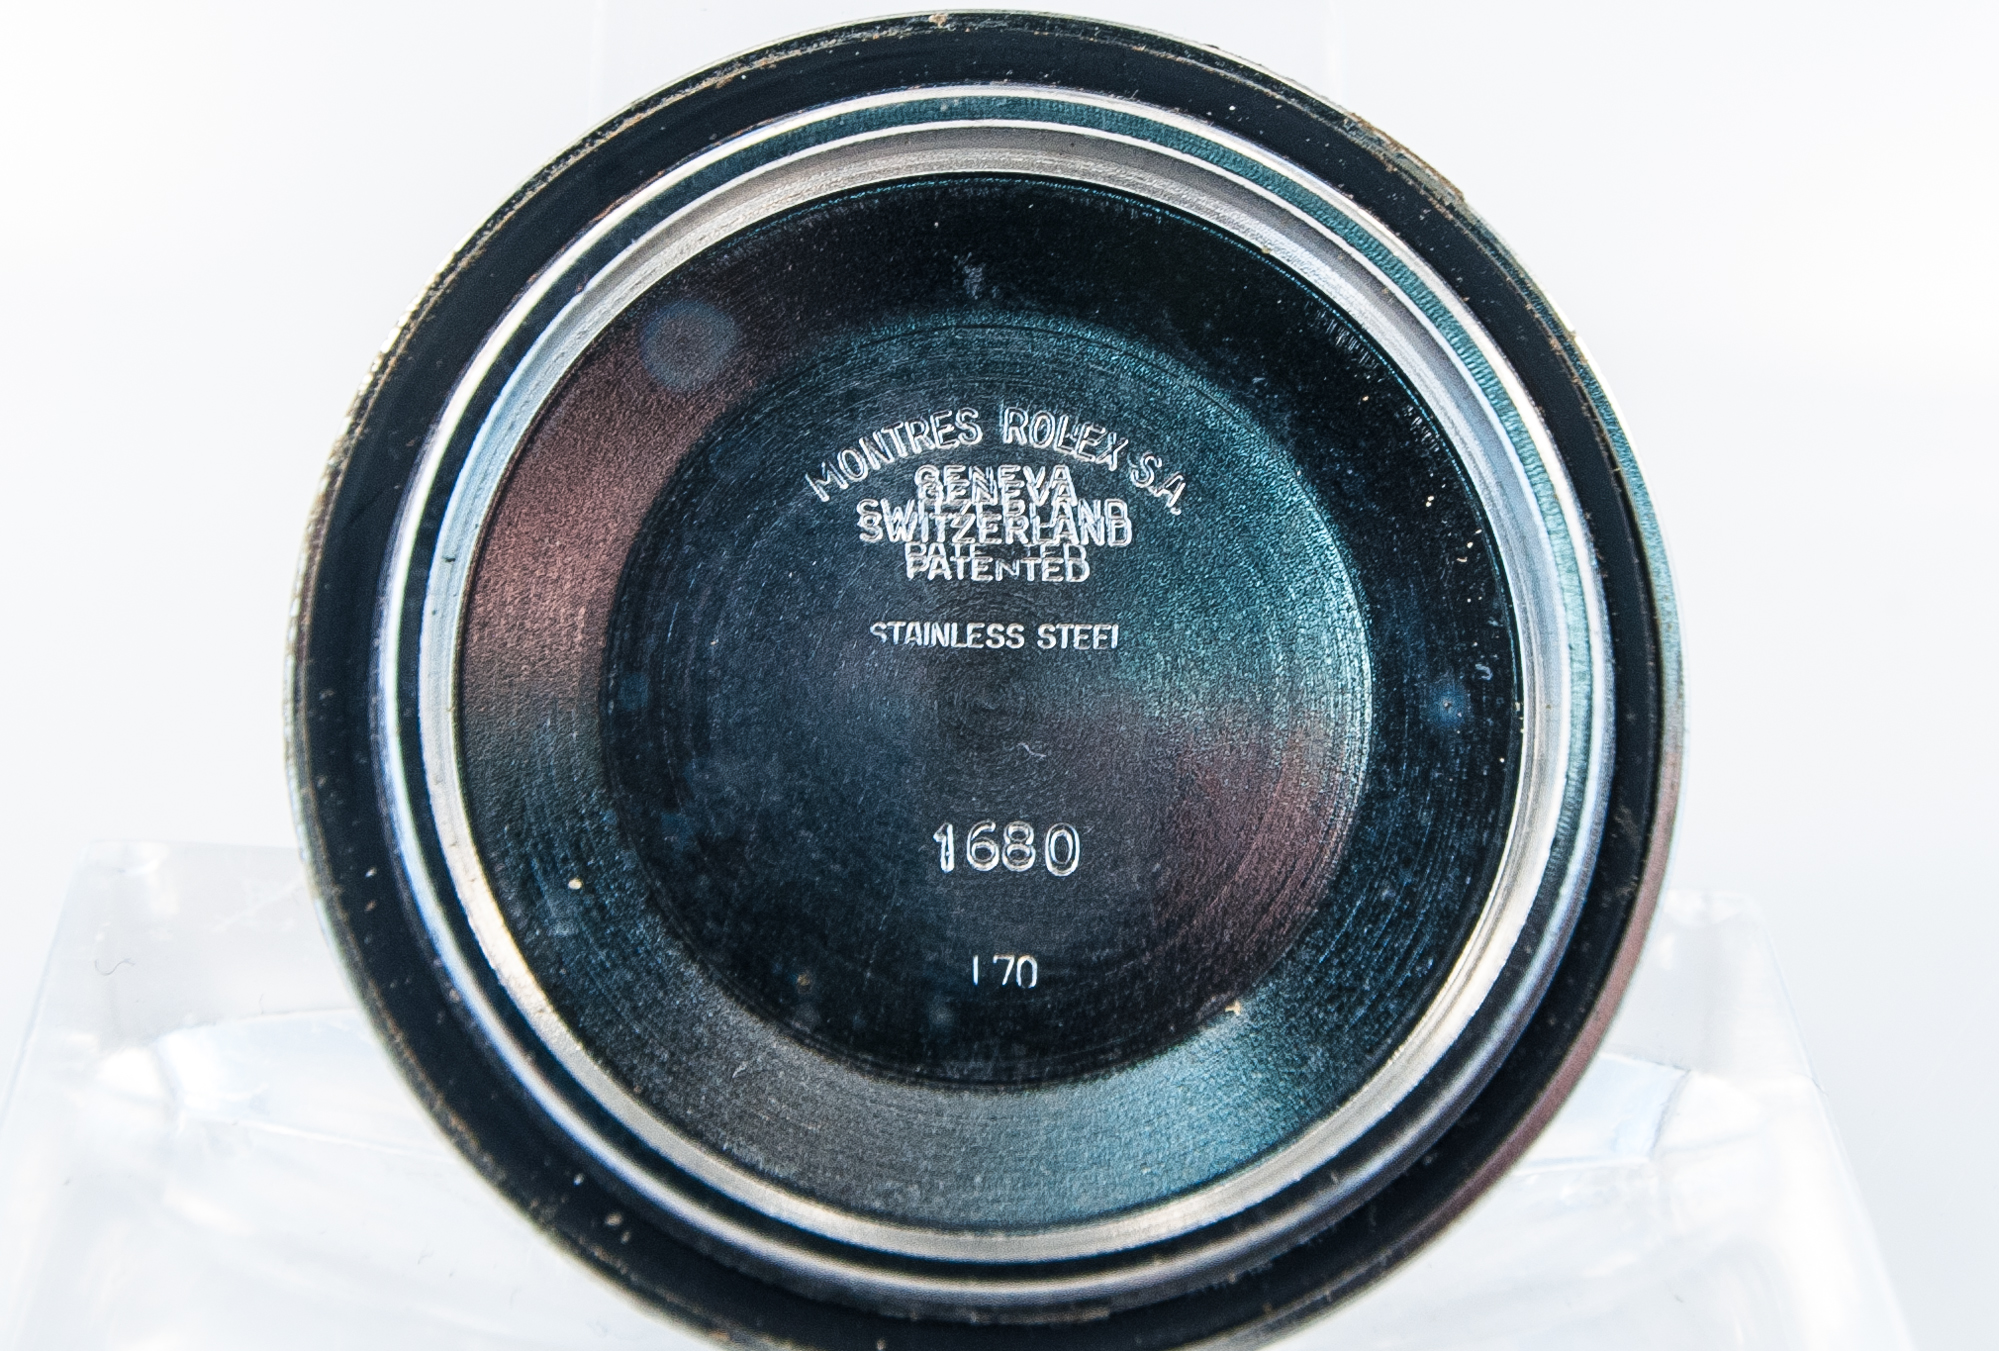 MONTRES ROLEX S.A.
GENEVA
GENEVA
SWITZERLAND
SWITZERLAND
PATENTED
PATENTED
STAINLESS STEEL
1680
I 70